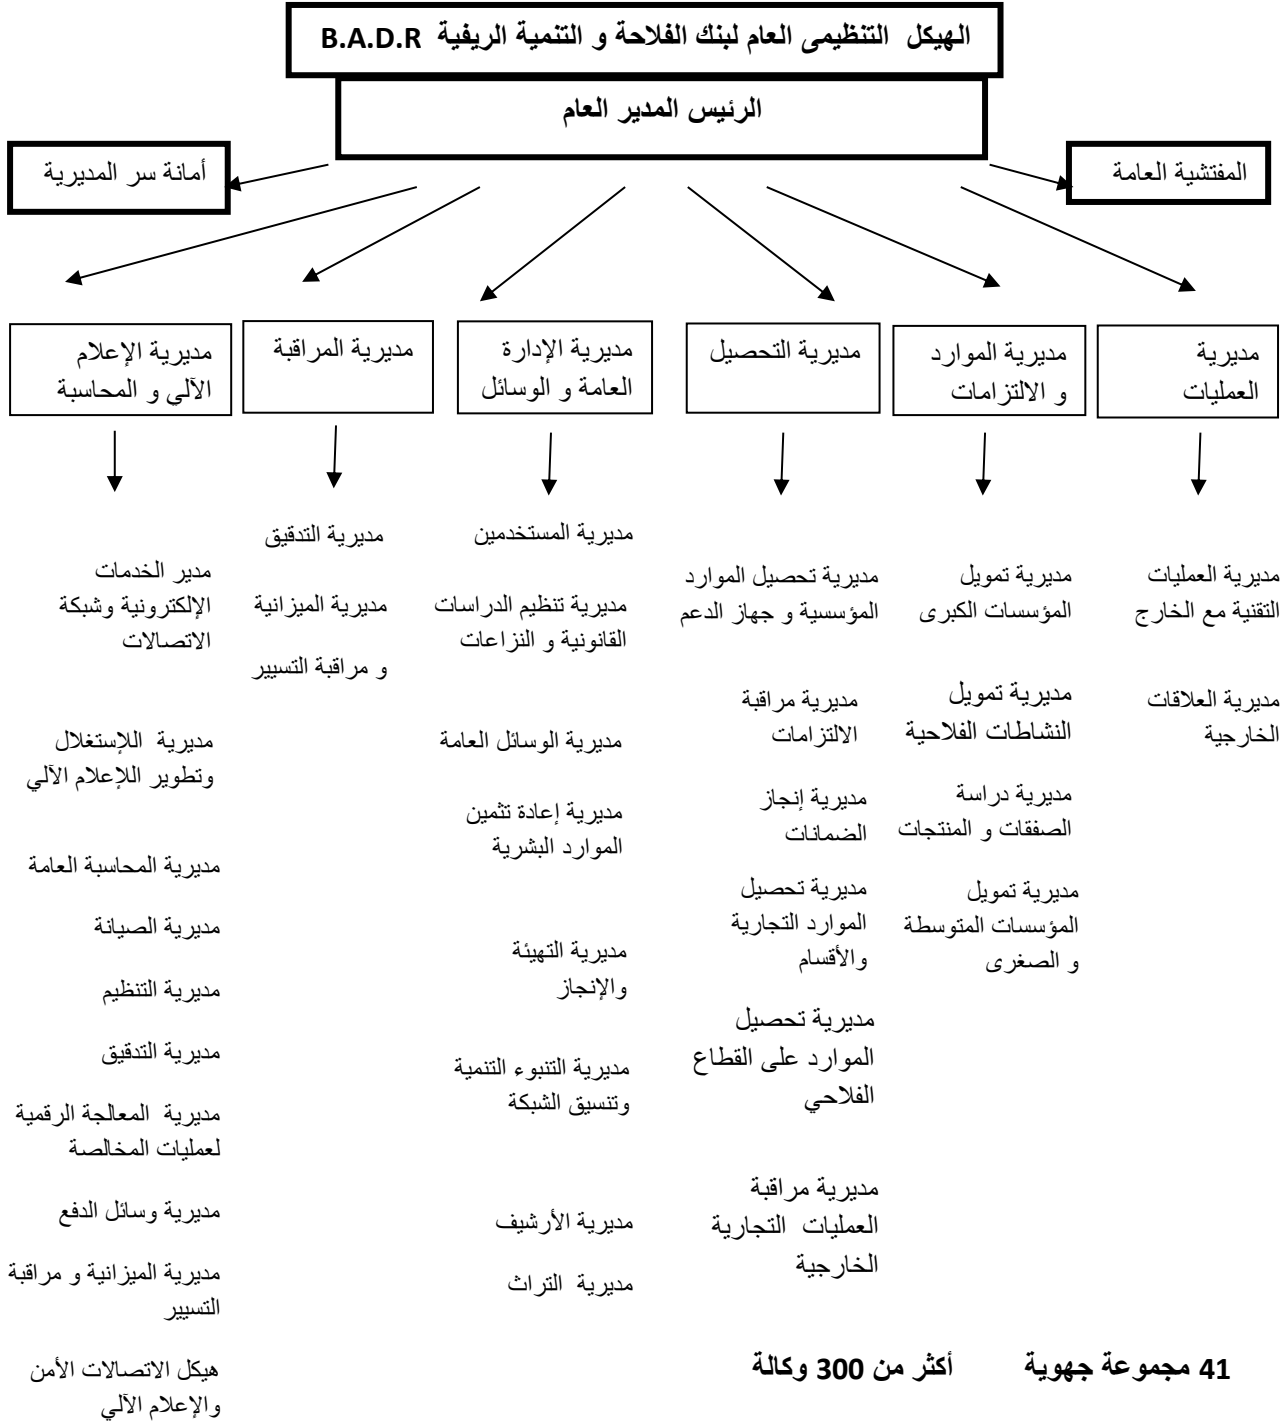 الهيكل التنظيمى العام لبنك الفلاحة و التنمية الريفية B.A.D.R
الرئيس المدير العام
المفتشية العامة
أمانة سر المديرية
مديرية
العمليات
مديرية الموارد
و الالتزامات
مديرية التحصيل
مديرية الإدارة
العامة و الوسائل
مديرية المراقبة
مديرية الإعلام
الآلي و المحاسبة
مديرية العمليات
التقنية مع الخارج
مديرية العلاقات
الخارجية
مديرية تمويل
المؤسسات الكبرى
مديرية تمويل
النشاطات الفلاحية
مديرية دراسة
الصفقات و المنتجات
مديرية تمويل
المؤسسات المتوسطة
و الصغرى
مديرية تحصيل الموارد
المؤسسية و جهاز الدعم
مديرية مراقبة
الالتزامات
مديرية إنجاز
الضمانات
مديرية تحصيل
الموارد التجارية
والأقسام
مديرية تحصيل
الموارد على القطاع
الفلاحي
مديرية مراقبة
العمليات التجارية
الخارجية
مديرية المستخدمين
مديرية تنظيم الدراسات
القانونية و النزاعات
مديرية الوسائل العامة
مديرية إعادة تثمين
الموارد البشرية
مديرية التهيئة
والإنجاز
مديرية التنبوء التنمية
وتنسيق الشبكة
مديرية الأرشيف
مديرية التراث
مديرية التدقيق
مديرية الميزانية
و مراقبة التسيير
مدير الخدمات
الإلكترونية وشبكة
الاتصالات
مديرية اللإستغلال
وتطوير اللإعلام الآلي
مديرية المحاسبة العامة
مديرية الصيانة
مديرية التنظيم
مديرية التدقيق
مديرية المعالجة الرقمية
لعمليات المخالصة
مديرية وسائل الدفع
مديرية الميزانية و مراقبة
التسيير
هيكل الاتصالات الأمن
والإعلام الآلي
41 مجموعة جهوية أكثر من 300 وكالة